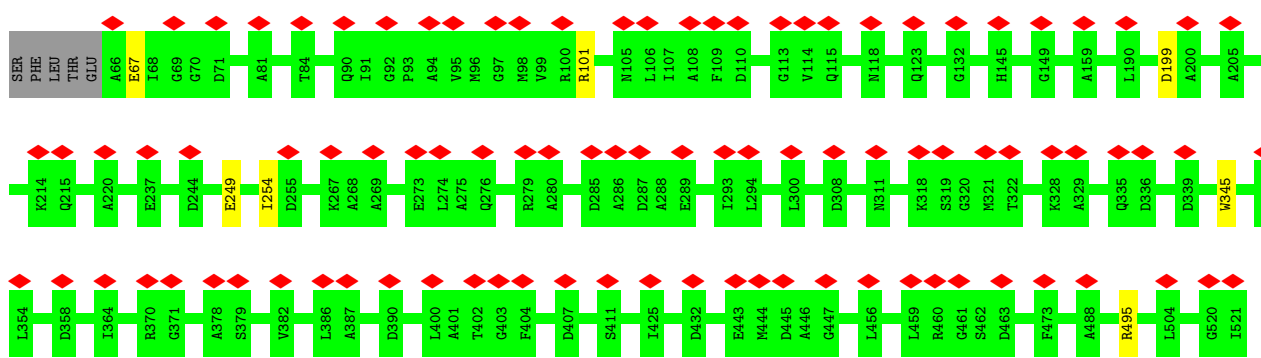 SER PHE LEU THR GLU A66 E67 I68 G69 G70 D71 A81 T84 Q90 I91 G92 P93 A94 V95 M96 G97 M98 V99 R100 R101 N105 L106 I107 A108 F109 D110 G113 V114 Q115 N118 Q123 G132 H145 G149 A159 L190 D199 A200 A205
K214 Q215 A220 E237 D244 E249 I254 D255 K267 A268 A269 E273 L274 A275 Q276 R279 A280 D285 A286 D287 A288 E289 I293 L294 L300 D308 N311 K318 S319 G320 M321 T322 K328 A329 Q335 D336 D339 W345
L354 D358 I364 R370 G371 A378 S379 V382 L386 A387 D390 L400 A401 T402 G403 F404 D407 S411 I425 D432 E443 M444 D445 A446 G447 L456 L459 R460 G461 S462 D463 F473 A488 R495 L504 G520 I521